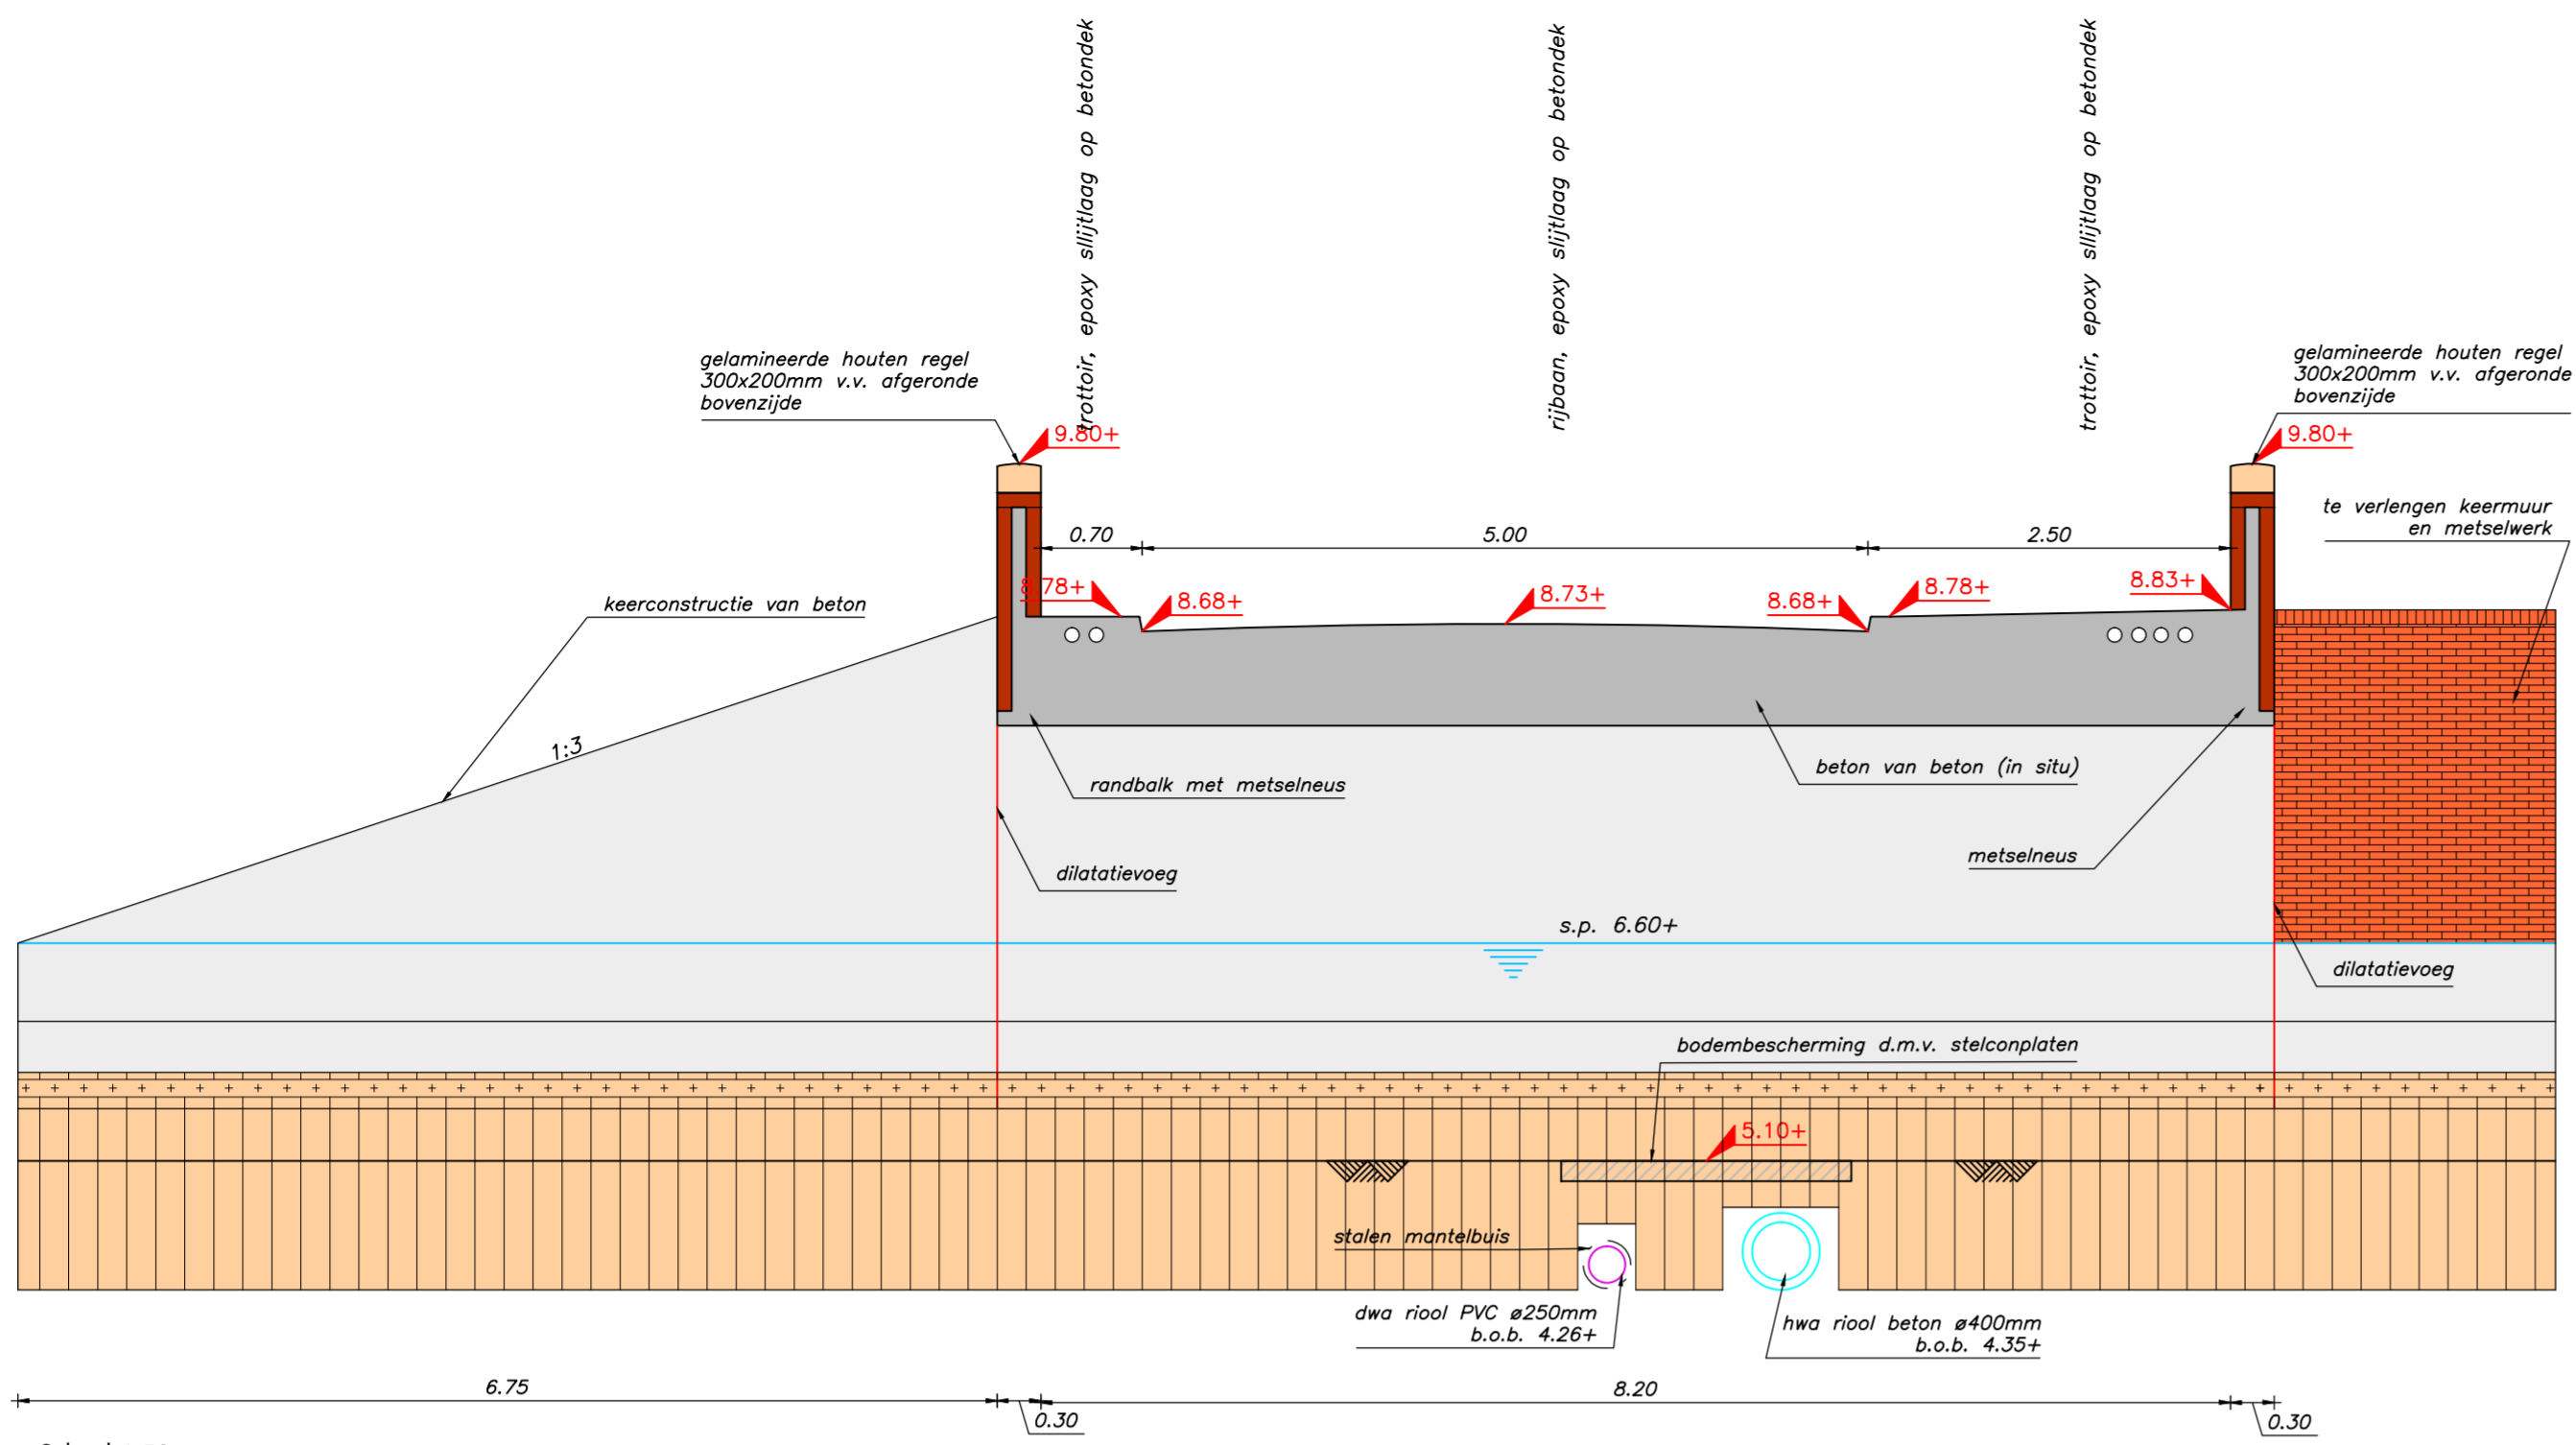 trottoir, epoxy sllijtlaag op betondek
rijbaan, epoxy slijtlaag op betondek
trottoir, epoxy sllijtlaag op betondek
gelamineerde houten regel
300x200mm v.v. afgeronde
bovenzijde
gelamineerde houten regel
300x200mm v.v. afgeronde
bovenzijde
9.80+
9.80+
te verlengen keermuur
en metselwerk
0.70
5.00
2.50
keerconstructie van beton
8.78+
8.68+
8.73+
8.68+
8.78+
8.83+
1:3
randbalk met metselneus
beton van beton (in situ)
dilatatievoeg
metselneus
s.p. 6.60+
dilatatievoeg
bodembescherming d.m.v. stelconplaten
5.10+
stalen mantelbuis
dwa riool PVC ø250mm
b.o.b. 4.26+
hwa riool beton ø400mm
b.o.b. 4.35+
6.75
0.30
8.20
0.30